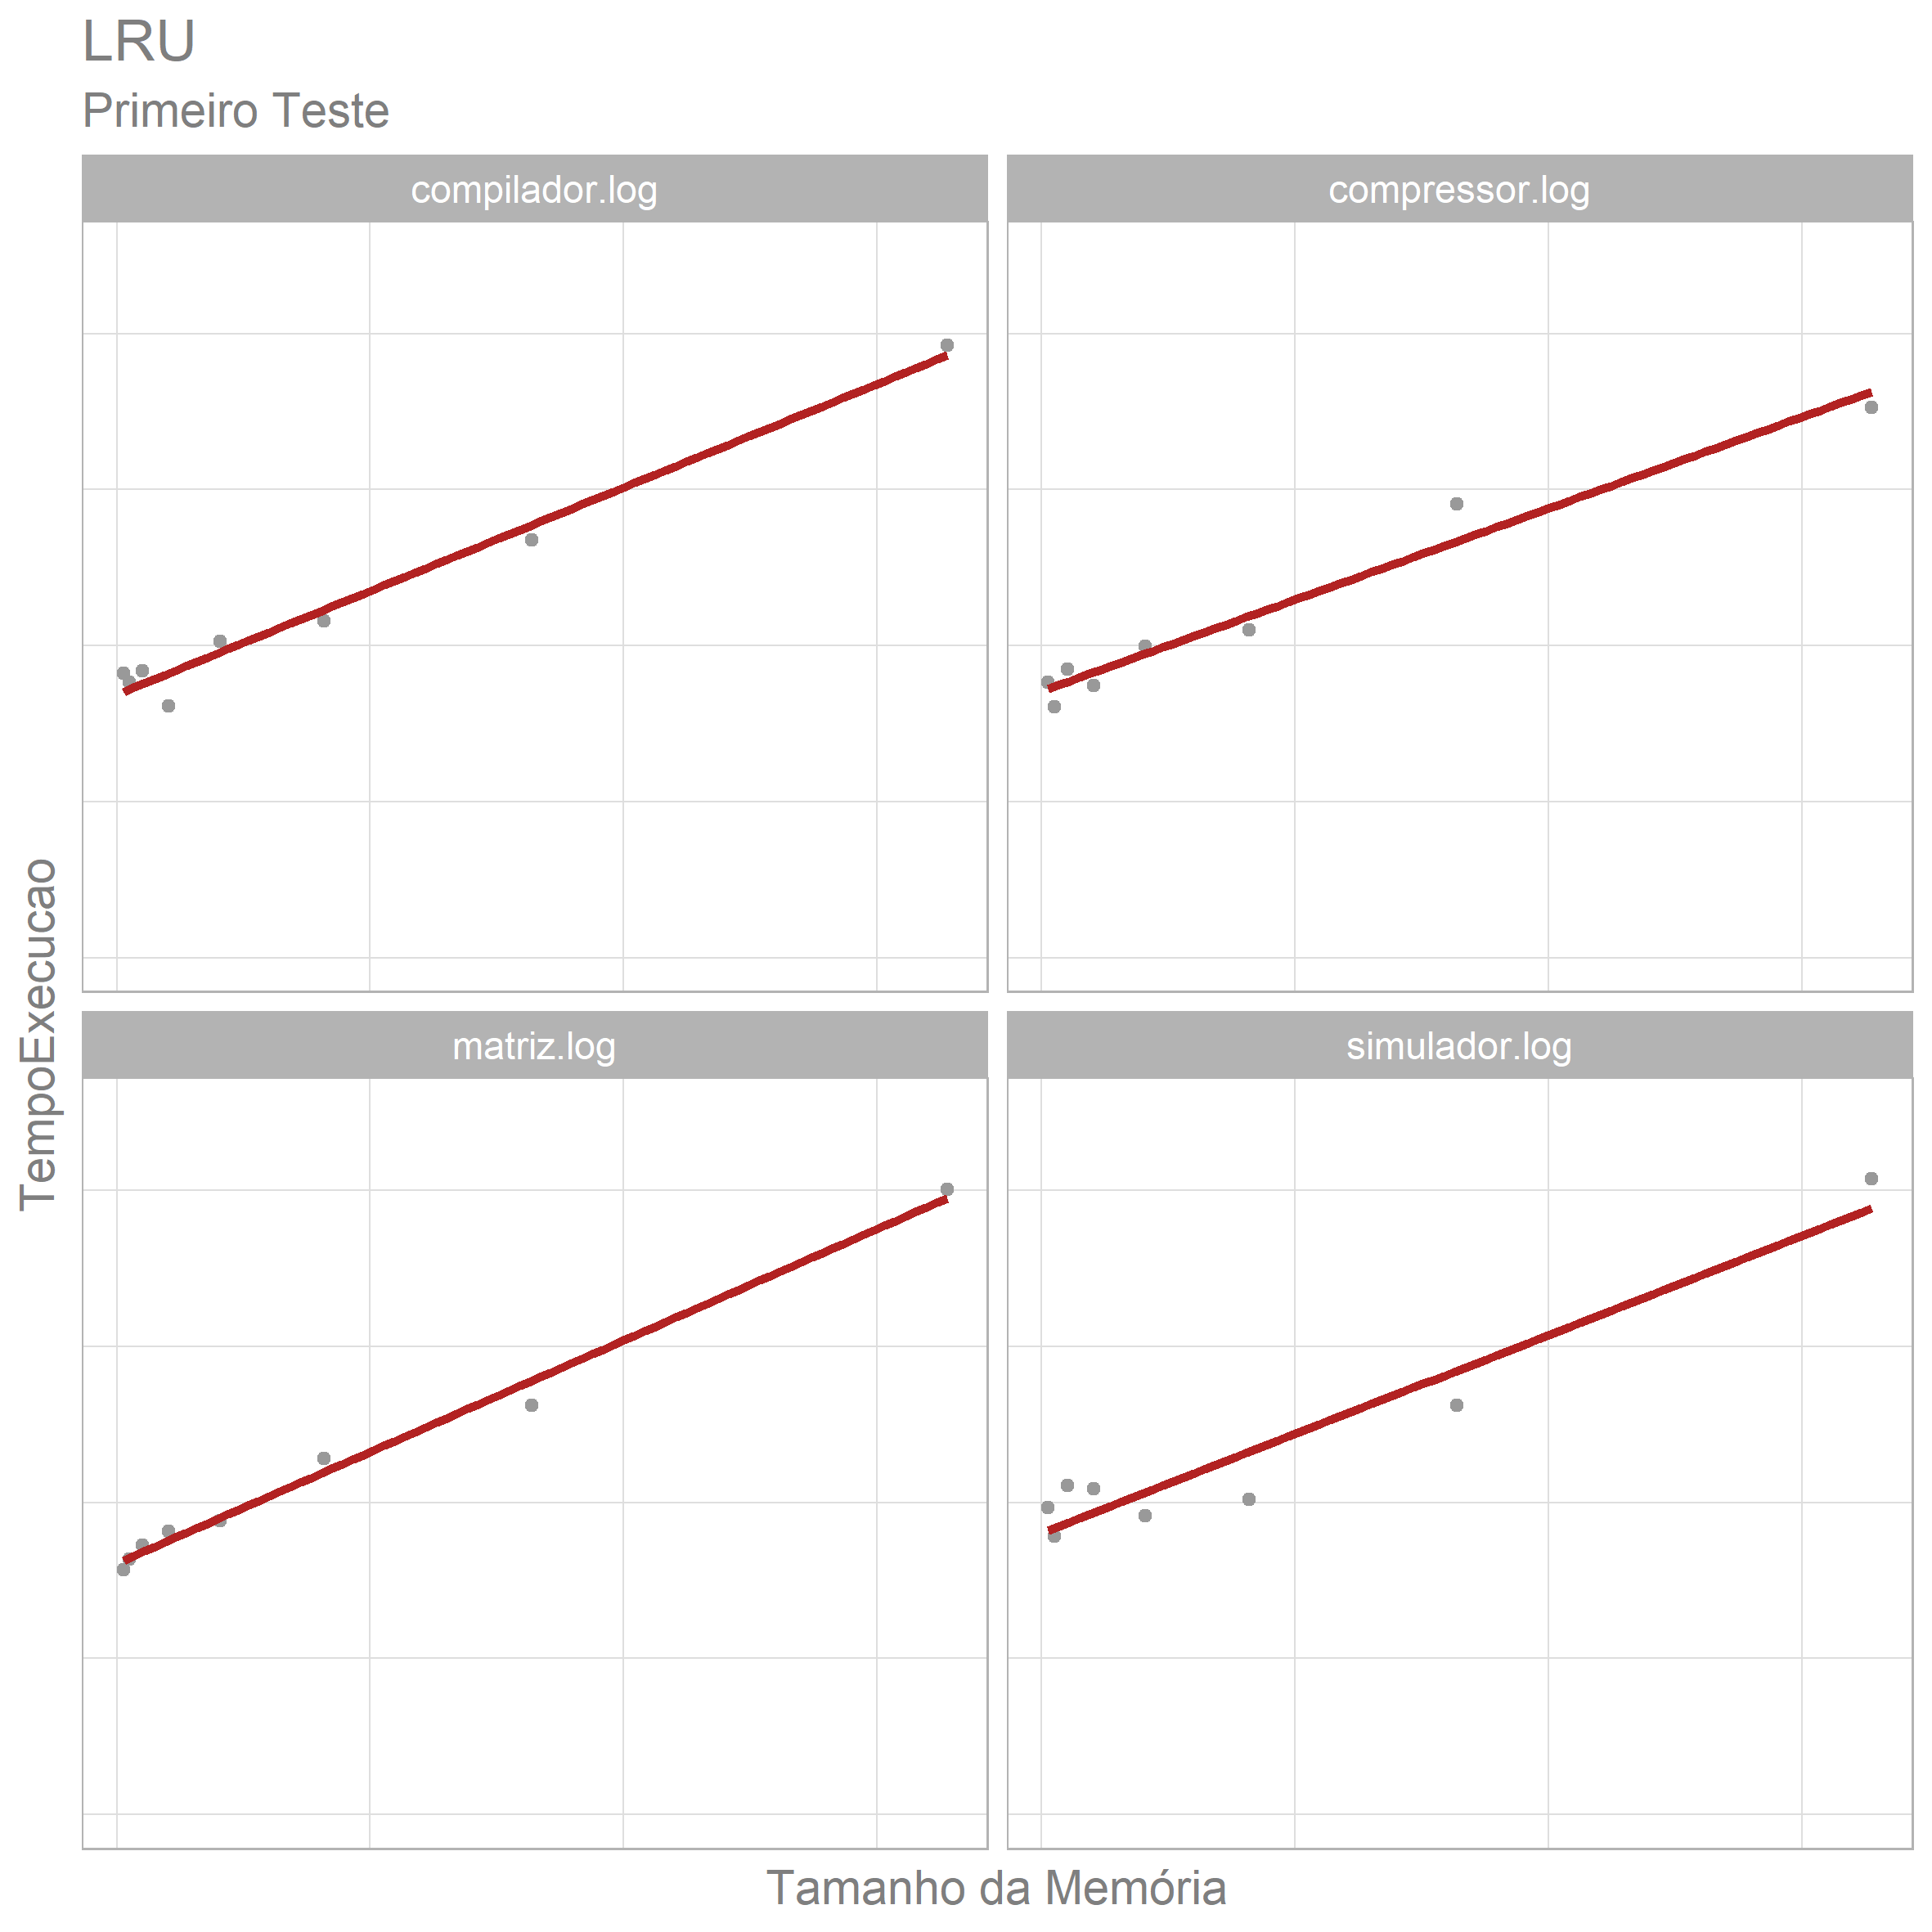 LRU
Primeiro Teste
compilador.log
compressor.log
TempoExecucao
matriz.log
simulador.log
Tamanho da Memória